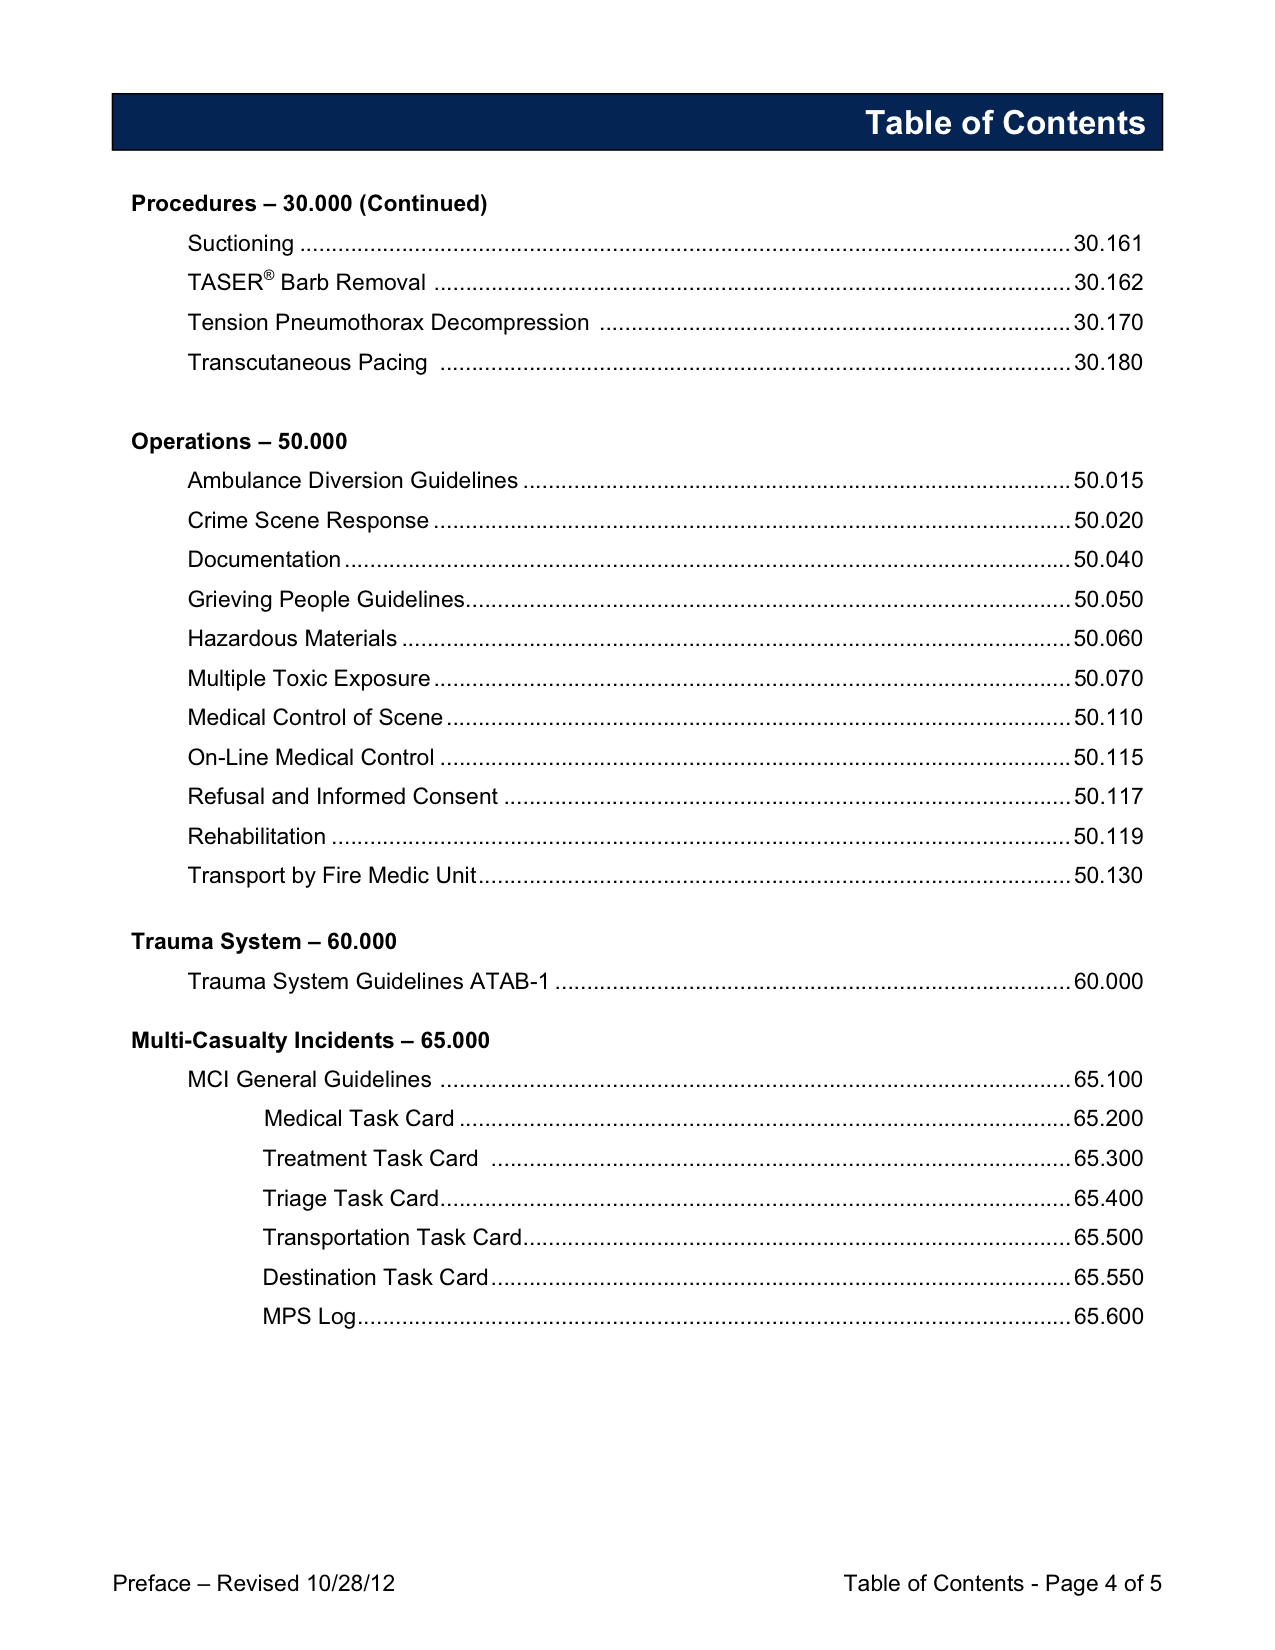 Table of Contents
Procedures – 30.000 (Continued)
Suctioning ........................................................................................................................... 30.161
TASER® Barb Removal ...................................................................................................... 30.162
Tension Pneumothorax Decompression ........................................................................... 30.170
Transcutaneous Pacing ..................................................................................................... 30.180
Operations – 50.000
Ambulance Diversion Guidelines ....................................................................................... 50.015
Crime Scene Response ...................................................................................................... 50.020
Documentation .................................................................................................................... 50.040
Grieving People Guidelines................................................................................................ 50.050
Hazardous Materials ........................................................................................................... 50.060
Multiple Toxic Exposure ...................................................................................................... 50.070
Medical Control of Scene .................................................................................................... 50.110
On-Line Medical Control ..................................................................................................... 50.115
Refusal and Informed Consent .......................................................................................... 50.117
Rehabilitation ...................................................................................................................... 50.119
Transport by Fire Medic Unit.............................................................................................. 50.130
Trauma System – 60.000
Trauma System Guidelines ATAB-1 .................................................................................. 60.000
Multi-Casualty Incidents – 65.000
MCI General Guidelines ..................................................................................................... 65.100
Medical Task Card .................................................................................................. 65.200
Treatment Task Card ............................................................................................. 65.300
Triage Task Card..................................................................................................... 65.400
Transportation Task Card....................................................................................... 65.500
Destination Task Card............................................................................................. 65.550
MPS Log.................................................................................................................. 65.600
Preface – Revised 10/28/12
Table of Contents - Page 4 of 5